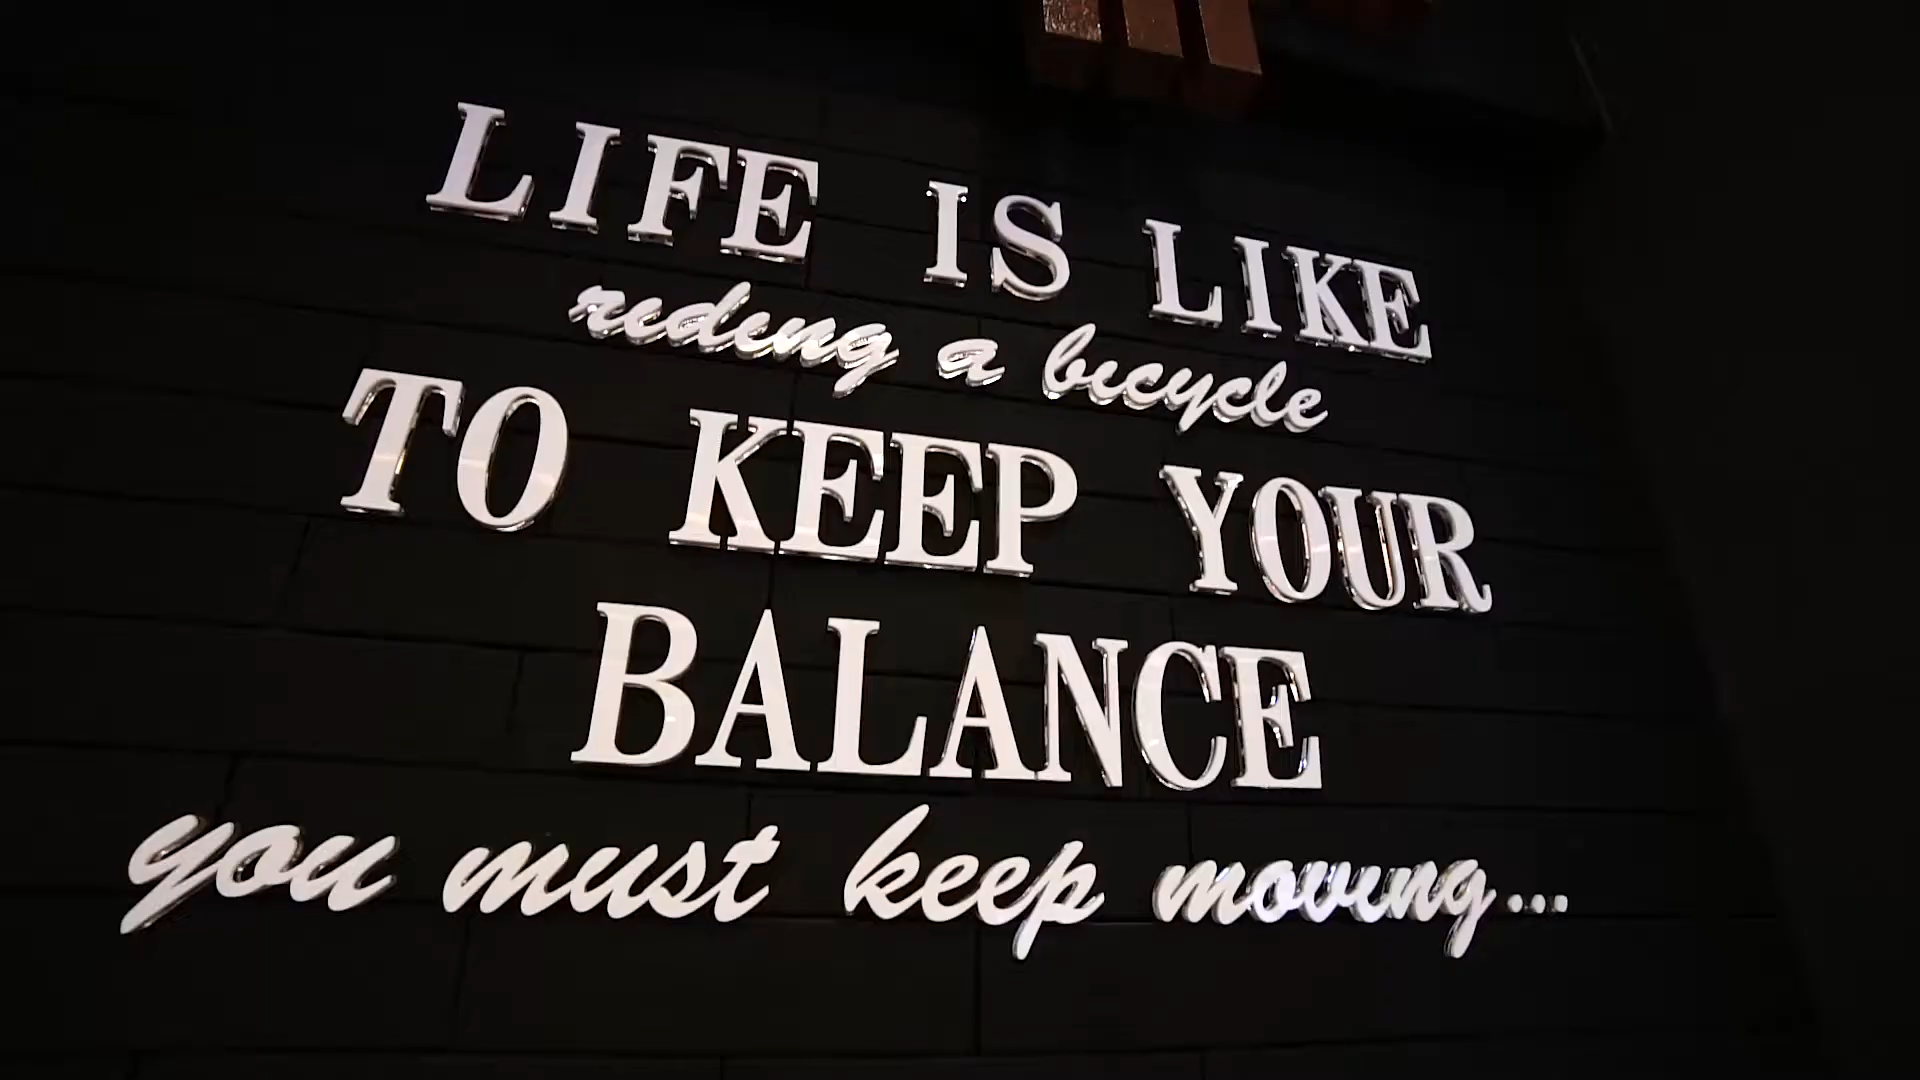 LIFE IS LIKE
riding a bicycle
TO KEEP YOUR
BALANCE
you must keep moving...